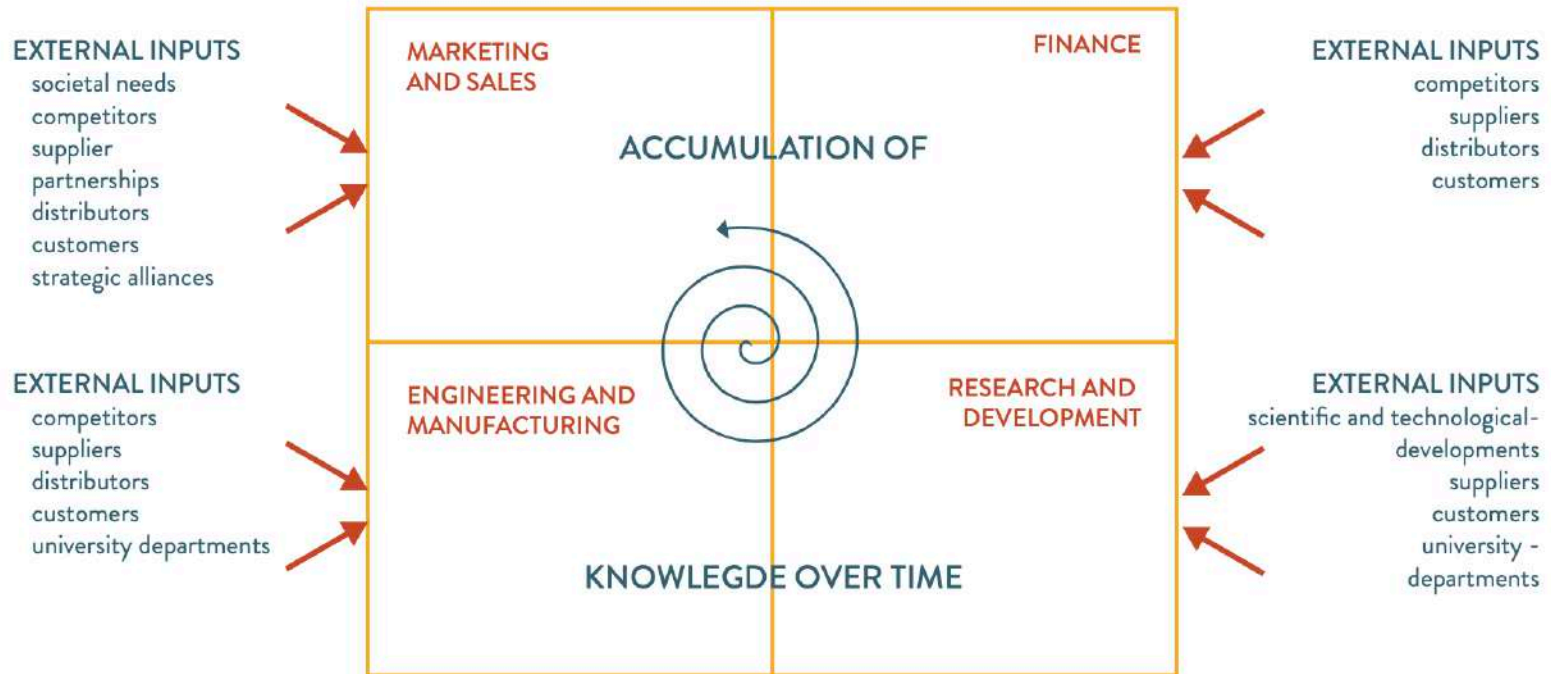 EXTERNAL INPUTS
societal needs
competitors
supplier
partnerships
distributors
customers
strategic alliances
MARKETING
AND SALES
FINANCE
EXTERNAL INPUTS
competitors
suppliers
distributors
customers
ACCUMULATION OF
EXTERNAL INPUTS
competitors
suppliers
distributors
customers
university departments
ENGINEERING AND
MANUFACTURING
RESEARCH AND
DEVELOPMENT
EXTERNAL INPUTS
scientific and technological-
developments
suppliers
customers
university -
departments
KNOWLEGDE OVER TIME